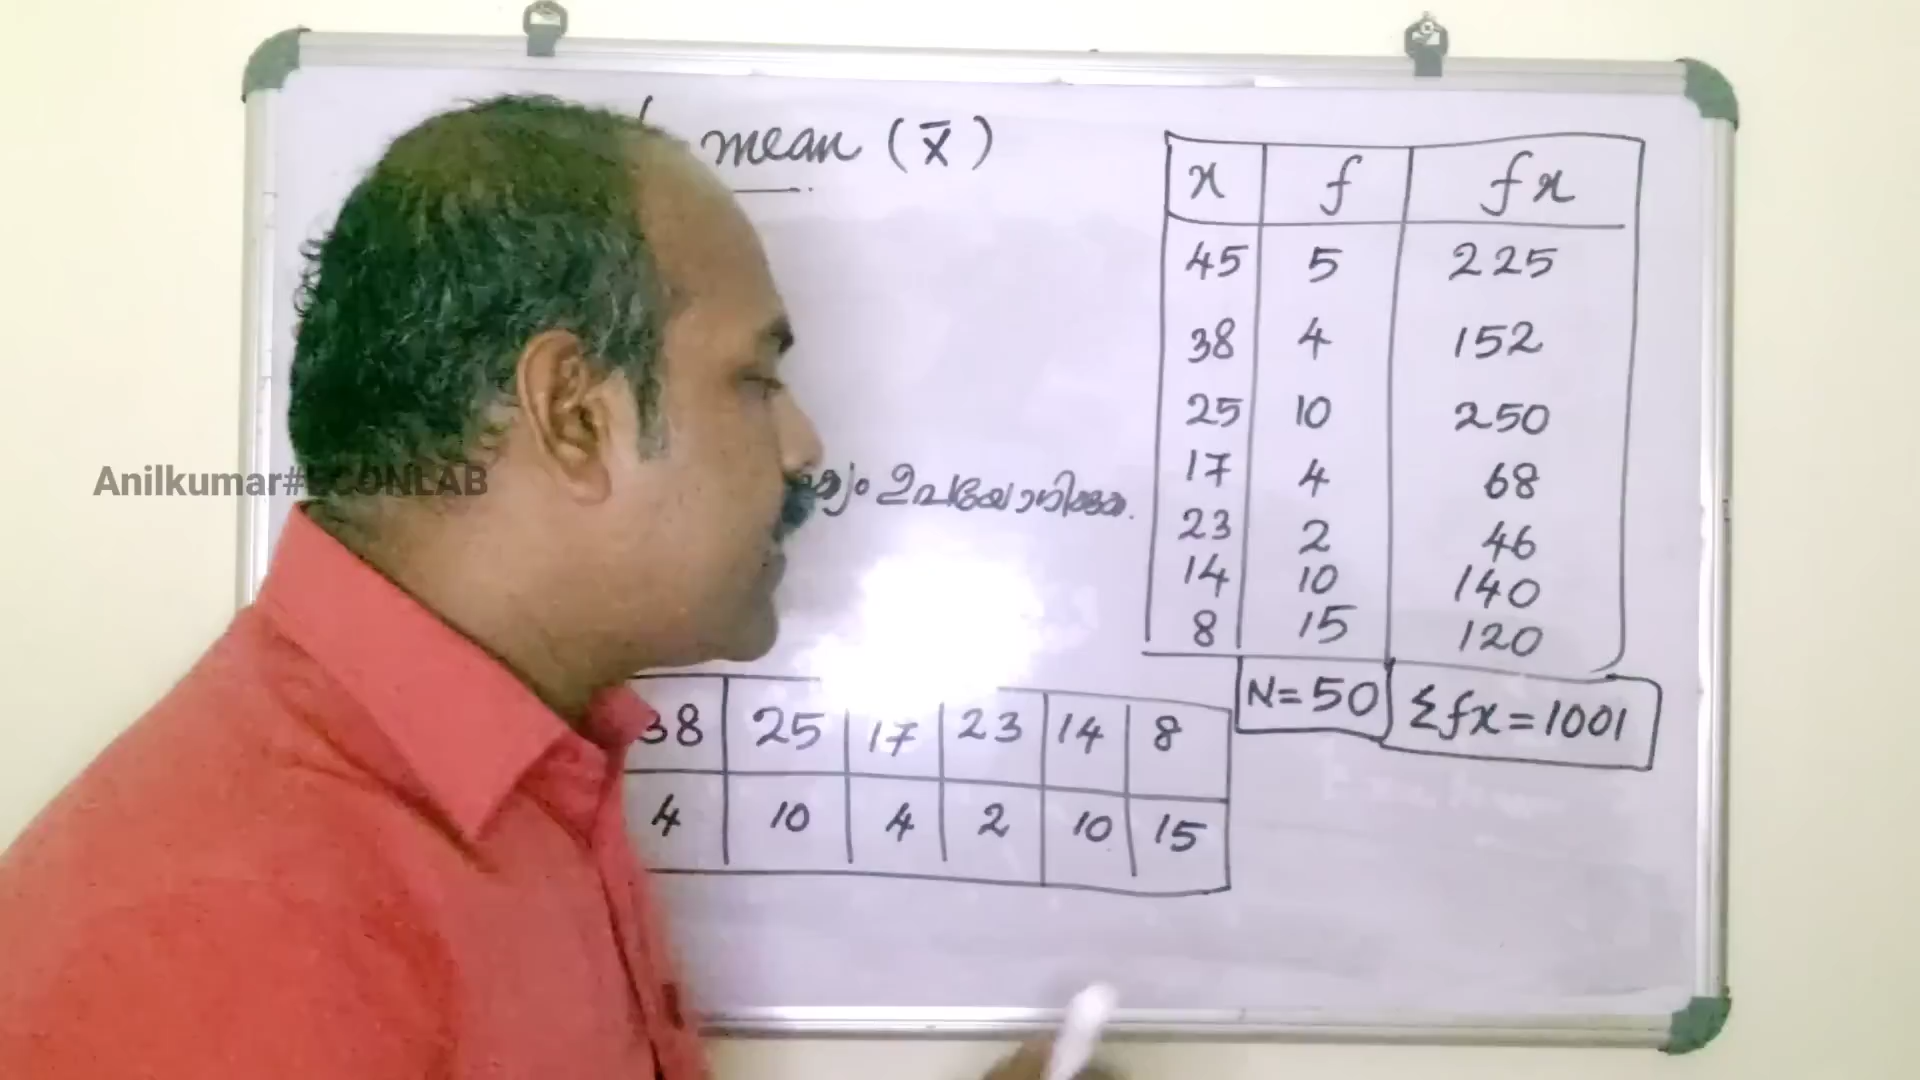 mean (x̄)
ഉപയോഗിക്കുക.
x f fx
45 5 225
38 4 152
25 10 250
17 4 68
23 2 46
14 10 140
8 15 120
N=50 Σfx=1001
38 25 17 23 14 8
4 10 4 2 10 15
Anilkumar#ECONLAB